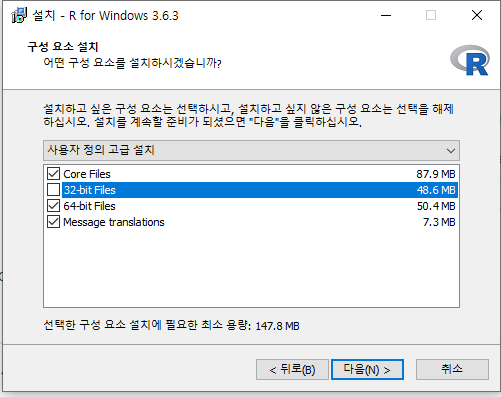 설치 - R for Windows 3.6.3
구성 요소 설치
어떤 구성 요소를 설치하시겠습니까?
R
설치하고 싶은 구성 요소는 선택하시고, 설치하고 싶지 않은 구성 요소는 선택을 해제
하십시오. 설치를 계속할 준비가 되셨으면 "다음"을 클릭하십시오.
사용자 정의 고급 설치
Core Files 87.9 MB
32-bit Files 48.6 MB
64-bit Files 50.4 MB
Message translations 7.3 MB
선택한 구성 요소 설치에 필요한 최소 용량: 147.8 MB
< 뒤로(B) 다음(N) > 취소